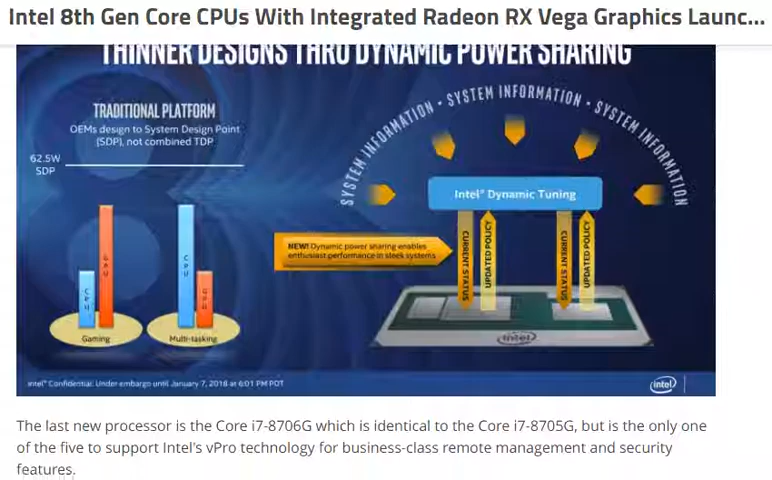 Intel 8th Gen Core CPUs With Integrated Radeon RX Vega Graphics Launc...
THINNER DESIGNS THRU DYNAMIC POWER SHARING
TRADITIONAL PLATFORM
OEMs design to System Design Point
(SDP), not combined TDP
62.5W
SDP
CPU
GPU
CPU
GPU
Gaming
Multi-tasking
SYSTEM INFORMATION • SYSTEM INFORMATION • SYSTEM INFORMATION
Intel® Dynamic Tuning
NEW! Dynamic power sharing enables
enthusiast performance in sleek systems
CURRENT STATUS
UPDATED POLICY
CURRENT STATUS
UPDATED POLICY
intel
Intel® Confidential. Under embargo until January 7, 2018 at 6:01 PM PDT
intel
The last new processor is the Core i7-8706G which is identical to the Core i7-8705G, but is the only one
of the five to support Intel's vPro technology for business-class remote management and security
features.